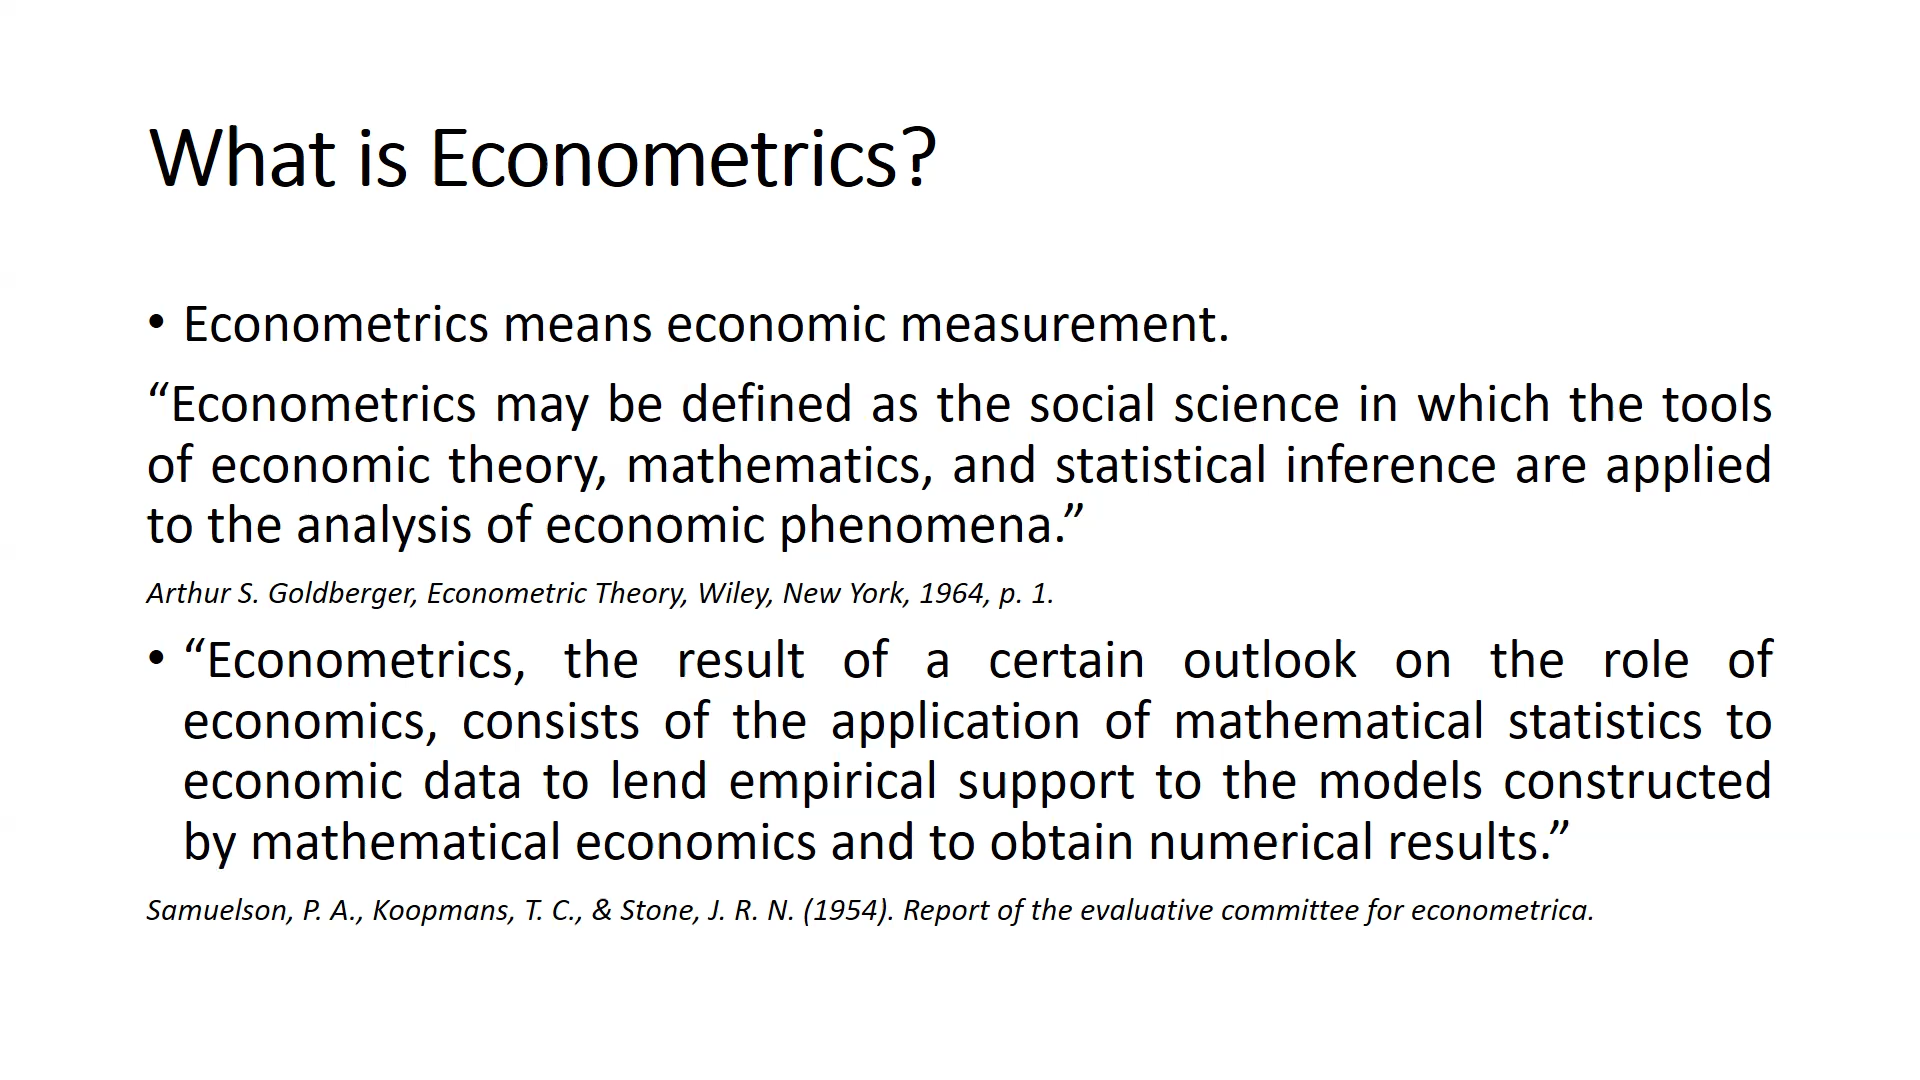 What is Econometrics?
• Econometrics means economic measurement.
“Econometrics may be defined as the social science in which the tools
of economic theory, mathematics, and statistical inference are applied
to the analysis of economic phenomena.”
Arthur S. Goldberger, Econometric Theory, Wiley, New York, 1964, p. 1.
• “Econometrics, the result of a certain outlook on the role of
economics, consists of the application of mathematical statistics to
economic data to lend empirical support to the models constructed
by mathematical economics and to obtain numerical results.”
Samuelson, P. A., Koopmans, T. C., & Stone, J. R. N. (1954). Report of the evaluative committee for econometrica.